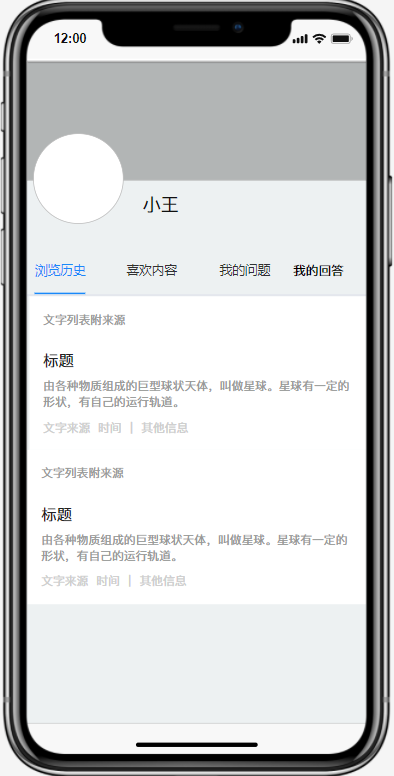 12:00
小王
浏览历史 喜欢内容 我的问题 我的回答
文字列表附来源
标题
由各种物质组成的巨型球状天体，叫做星球。星球有一定的
形状，有自己的运行轨道。
文字来源 时间 | 其他信息
文字列表附来源
标题
由各种物质组成的巨型球状天体，叫做星球。星球有一定的
形状，有自己的运行轨道。
文字来源 时间 | 其他信息